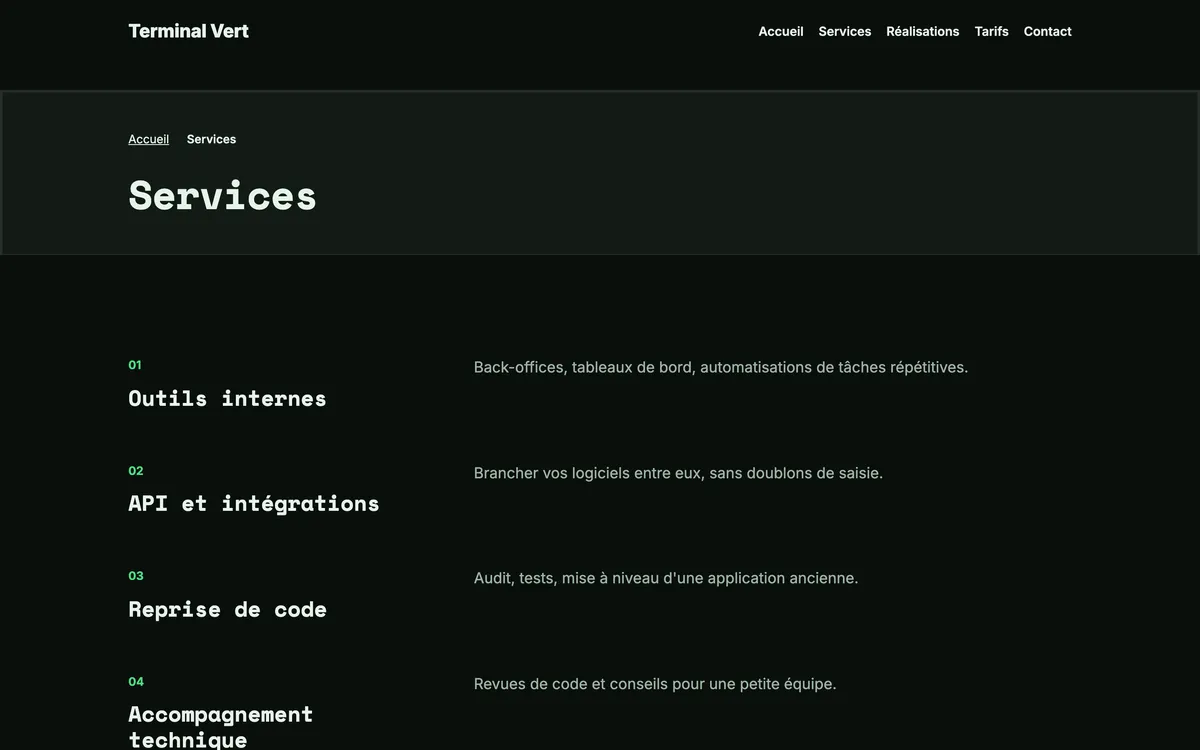 Terminal Vert
Accueil Services Réalisations Tarifs Contact
Accueil Services
Services
01
Outils internes
Back-offices, tableaux de bord, automatisations de tâches répétitives.
02
API et intégrations
Brancher vos logiciels entre eux, sans doublons de saisie.
03
Reprise de code
Audit, tests, mise à niveau d'une application ancienne.
04
Accompagnement
technique
Revues de code et conseils pour une petite équipe.